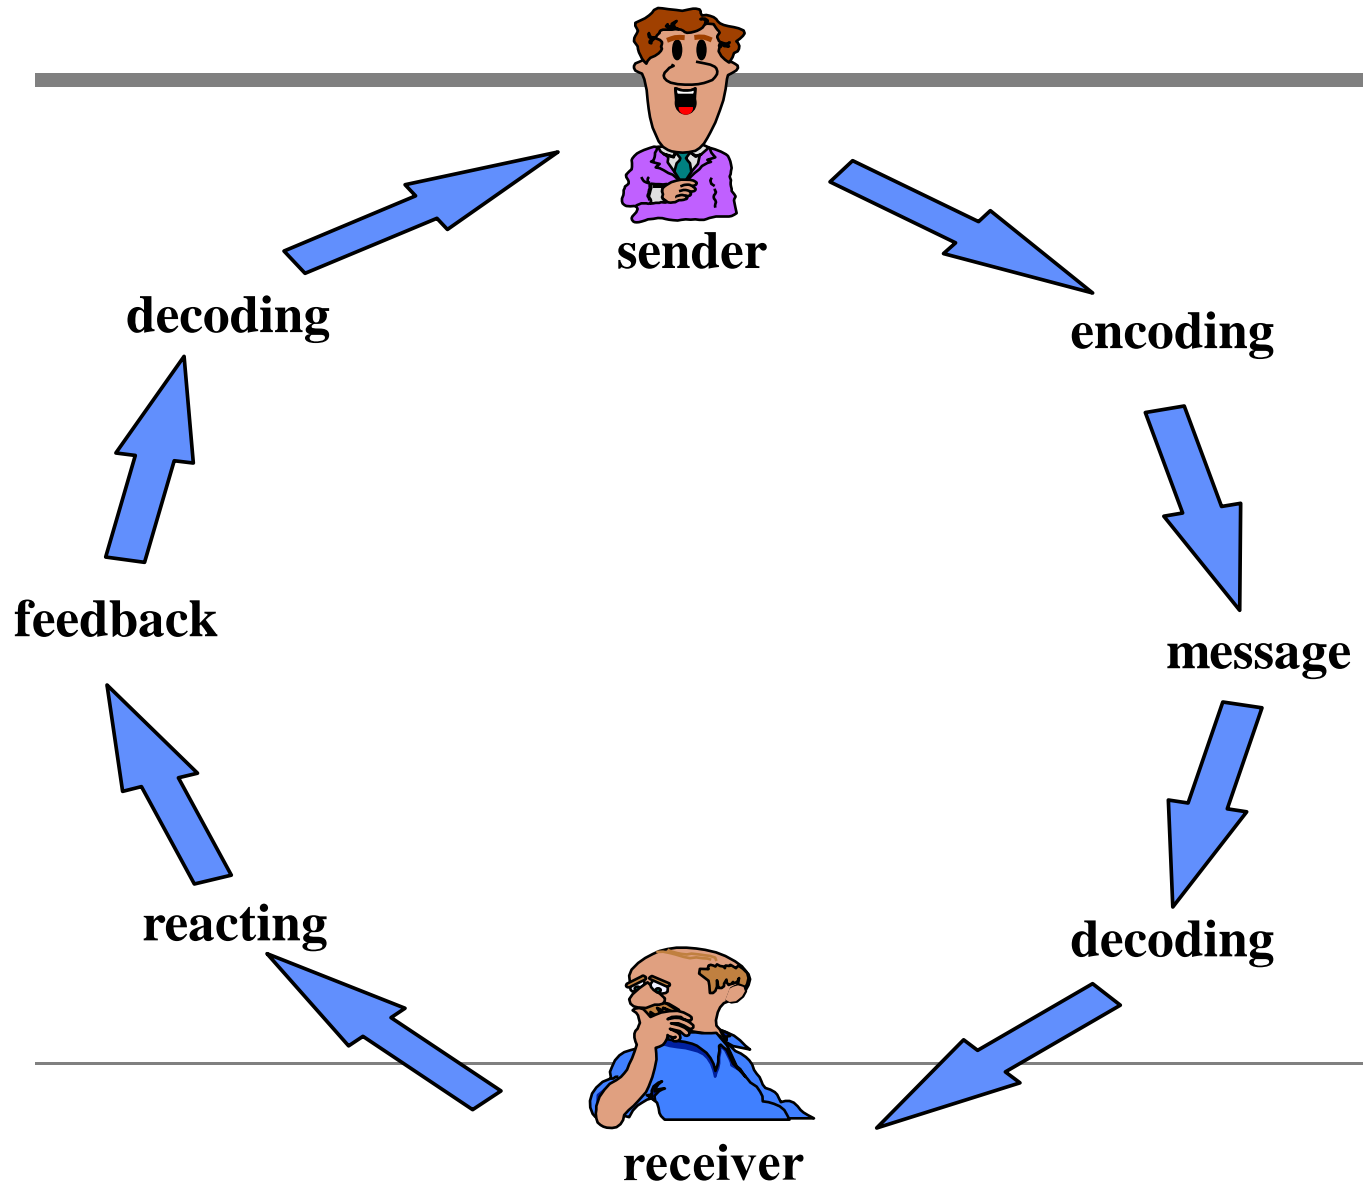 sender
encoding
message
decoding
receiver
reacting
feedback
decoding